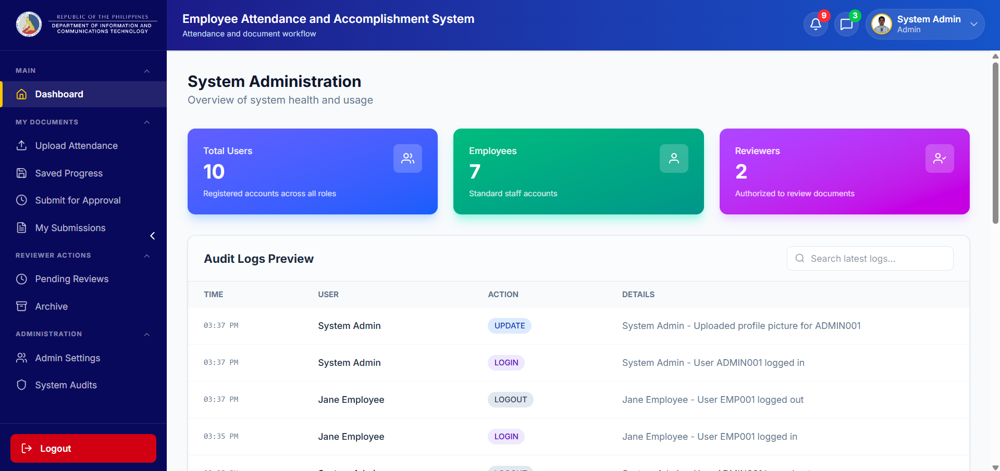 REPUBLIC OF THE PHILIPPINES
DEPARTMENT OF INFORMATION AND
COMMUNICATIONS TECHNOLOGY
Employee Attendance and Accomplishment System
Attendance and document workflow
9
3
System Admin
Admin
MAIN
Dashboard
MY DOCUMENTS
Upload Attendance
Saved Progress
Submit for Approval
My Submissions
REVIEWER ACTIONS
Pending Reviews
Archive
ADMINISTRATION
Admin Settings
System Audits
Logout
System Administration
Overview of system health and usage
Total Users
10
Registered accounts across all roles
Employees
7
Standard staff accounts
Reviewers
2
Authorized to review documents
Audit Logs Preview
Search latest logs...
TIME USER ACTION DETAILS
03:37 PM System Admin UPDATE System Admin - Uploaded profile picture for ADMIN001
03:37 PM System Admin LOGIN System Admin - User ADMIN001 logged in
03:37 PM Jane Employee LOGOUT Jane Employee - User EMP001 logged out
03:35 PM Jane Employee LOGIN Jane Employee - User EMP001 logged in